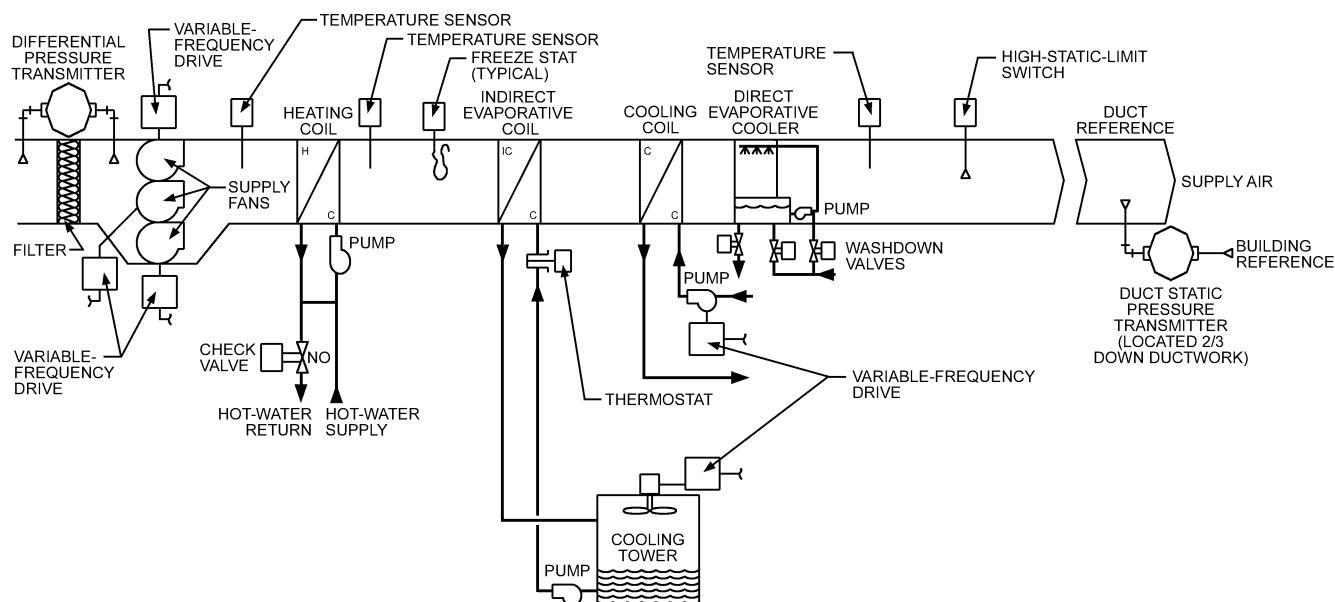 DIFFERENTIAL
PRESSURE
TRANSMITTER
VARIABLE-
FREQUENCY
DRIVE
TEMPERATURE SENSOR
TEMPERATURE SENSOR
FREEZE STAT
(TYPICAL)
HEATING
COIL
INDIRECT
EVAPORATIVE
COIL
COOLING
COIL
TEMPERATURE
SENSOR
DIRECT
EVAPORATIVE
COOLER
HIGH-STATIC-LIMIT
SWITCH
DUCT
REFERENCE
H
C
IC
C
C
C
SUPPLY
FANS
SUPPLY AIR
FILTER
PUMP
PUMP
WASHDOWN
VALVES
BUILDING
REFERENCE
PUMP
DUCT STATIC
PRESSURE
TRANSMITTER
(LOCATED 2/3
DOWN DUCTWORK)
VARIABLE-
FREQUENCY
DRIVE
CHECK
VALVE
NO
HOT-WATER
RETURN
HOT-WATER
SUPPLY
THERMOSTAT
VARIABLE-FREQUENCY
DRIVE
COOLING
TOWER
PUMP